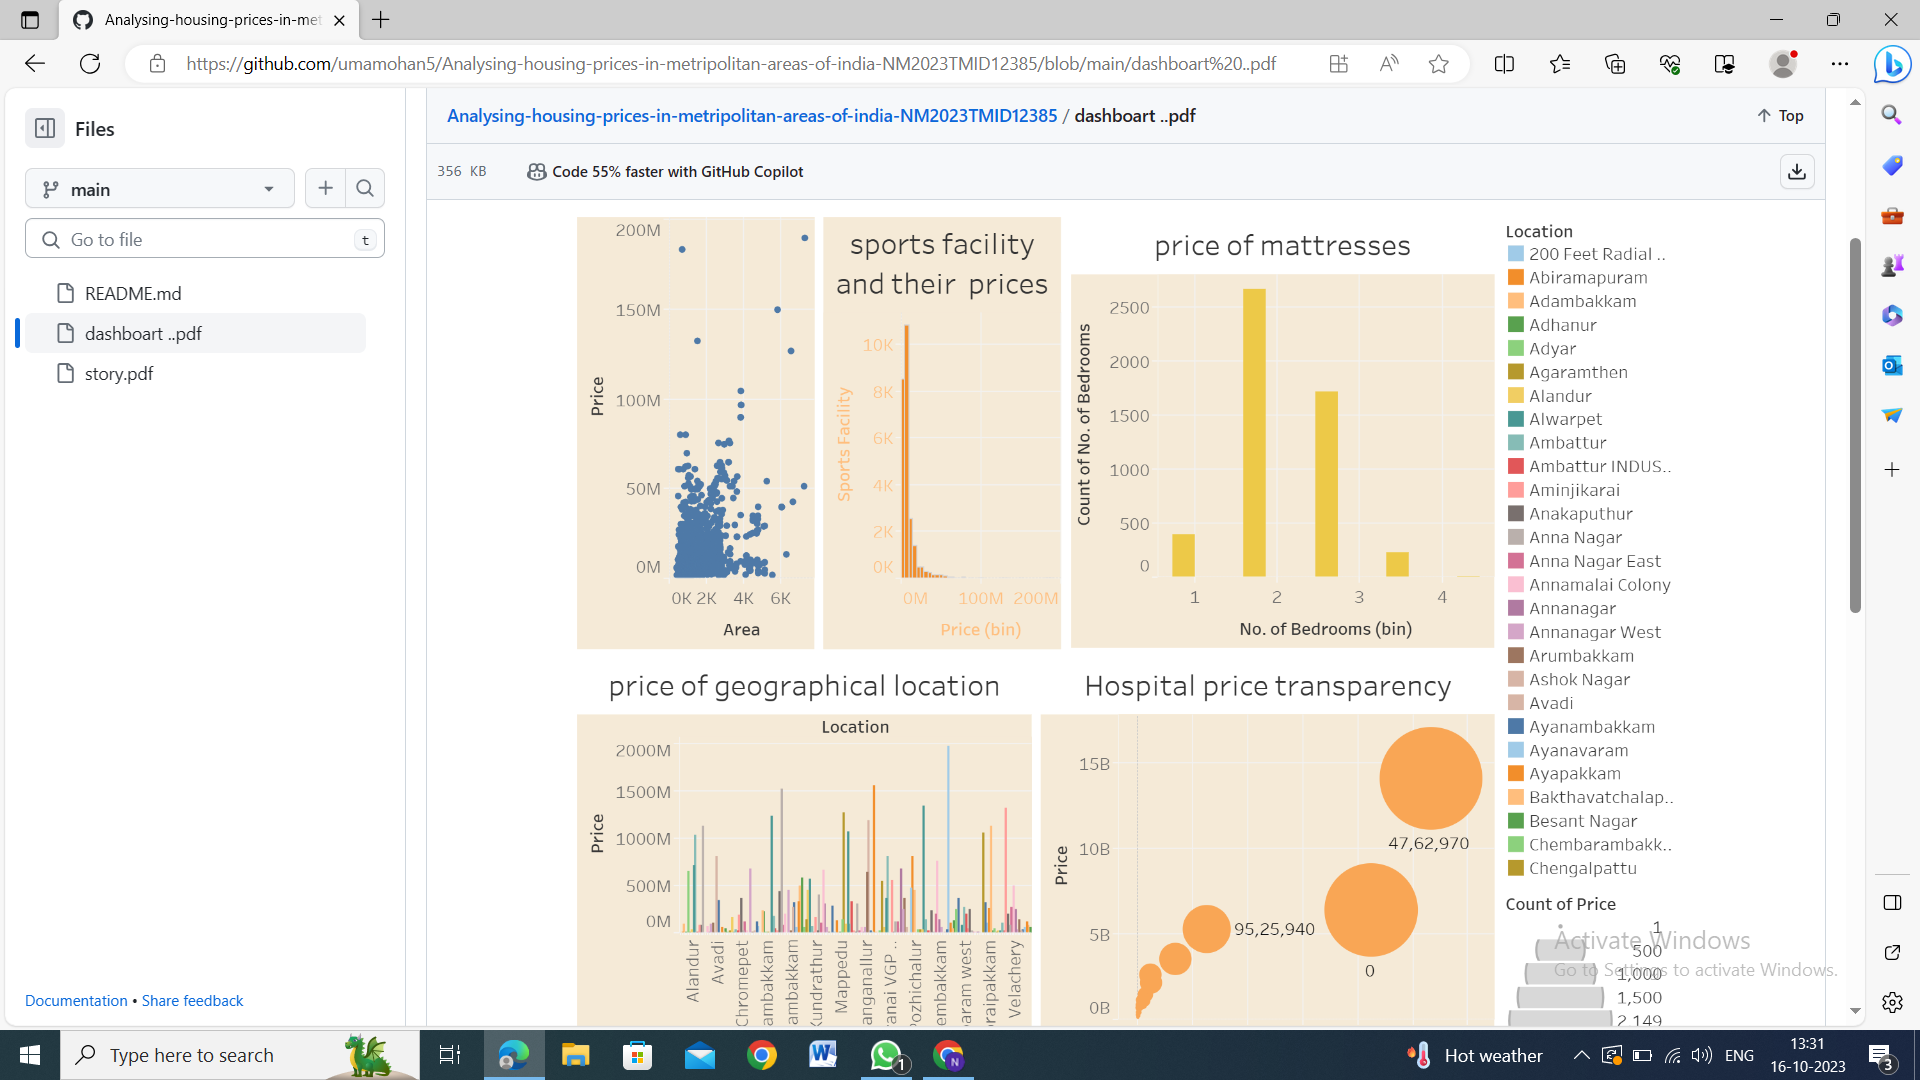 Analysing-housing-prices-in-met
https://github.com/umamohan5/Analysing-housing-prices-in-metripolitan-areas-of-india-NM2023TMID12385/blob/main/dashboart%20..pdf
Files
main
Go to file
t
README.md
dashboart ..pdf
story.pdf
Documentation • Share feedback
Analysing-housing-prices-in-metripolitan-areas-of-india-NM2023TMID12385 / dashboart ..pdf
Top
356 KB
Code 55% faster with GitHub Copilot
200M
150M
100M
50M
0M
Price
0K 2K 4K 6K
Area
sports facility
and their prices
10K
8K
6K
4K
2K
0K
Sports Facility
0M 100M 200M
Price (bin)
price of mattresses
2500
2000
1500
1000
500
0
Count of No. of Bedrooms
1 2 3 4
No. of Bedrooms (bin)
Location
200 Feet Radial ..
Abiramapuram
Adambakkam
Adhanur
Adyar
Agaramthen
Alandur
Alwarpet
Ambattur
Ambattur INDUS..
Aminjikarai
Anakaputhur
Anna Nagar
Anna Nagar East
Annamalai Colony
Annanagar
Annanagar West
Arumbakkam
Ashok Nagar
Avadi
Ayanambakkam
Ayanavaram
Ayapakkam
Bakthavatchalap..
Besant Nagar
Chembarambakk..
Chengalpattu
Count of Price
1
500
1,000
1,500
2,149
price of geographical location
Location
2000M
1500M
1000M
500M
0M
Price
Alandur
Avadi
Chromepet
ambakkam
ambakkam
Kundrathur
Mappedu
anganallur
anai VGP ..
Pozhichalur
embakkam
aram west
oraipakkam
Velachery
Hospital price transparency
15B
10B
5B
0B
Price
47,62,970
95,25,940
0
Activate Windows
Go to Settings to activate Windows.
Type here to search
1
Hot weather
ENG
13:31
16-10-2023
3